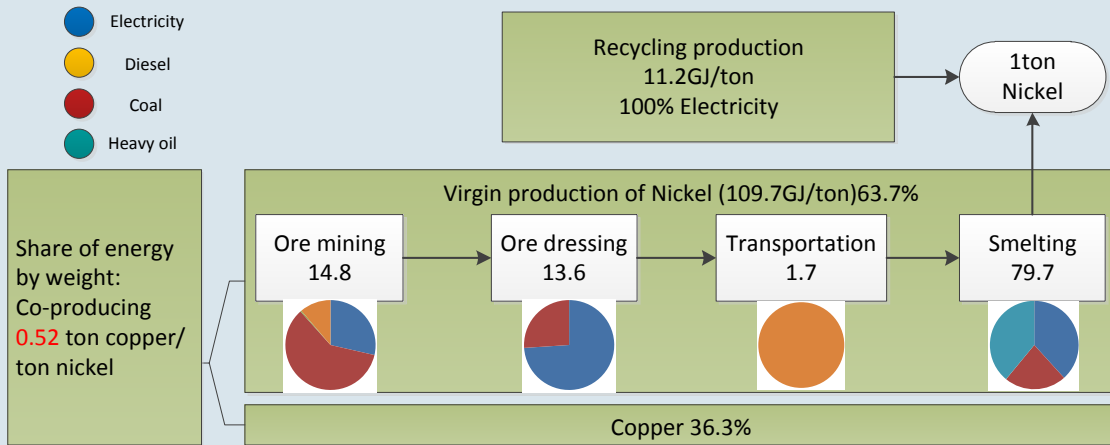 Electricity
Diesel
Coal
Heavy oil
Recycling production
11.2GJ/ton
100% Electricity
1ton
Nickel
Share of energy
by weight:
Co-producing
0.52 ton copper/
ton nickel
Virgin production of Nickel (109.7GJ/ton)63.7%
Ore mining
14.8
Ore dressing
13.6
Transportation
1.7
Smelting
79.7
Copper 36.3%